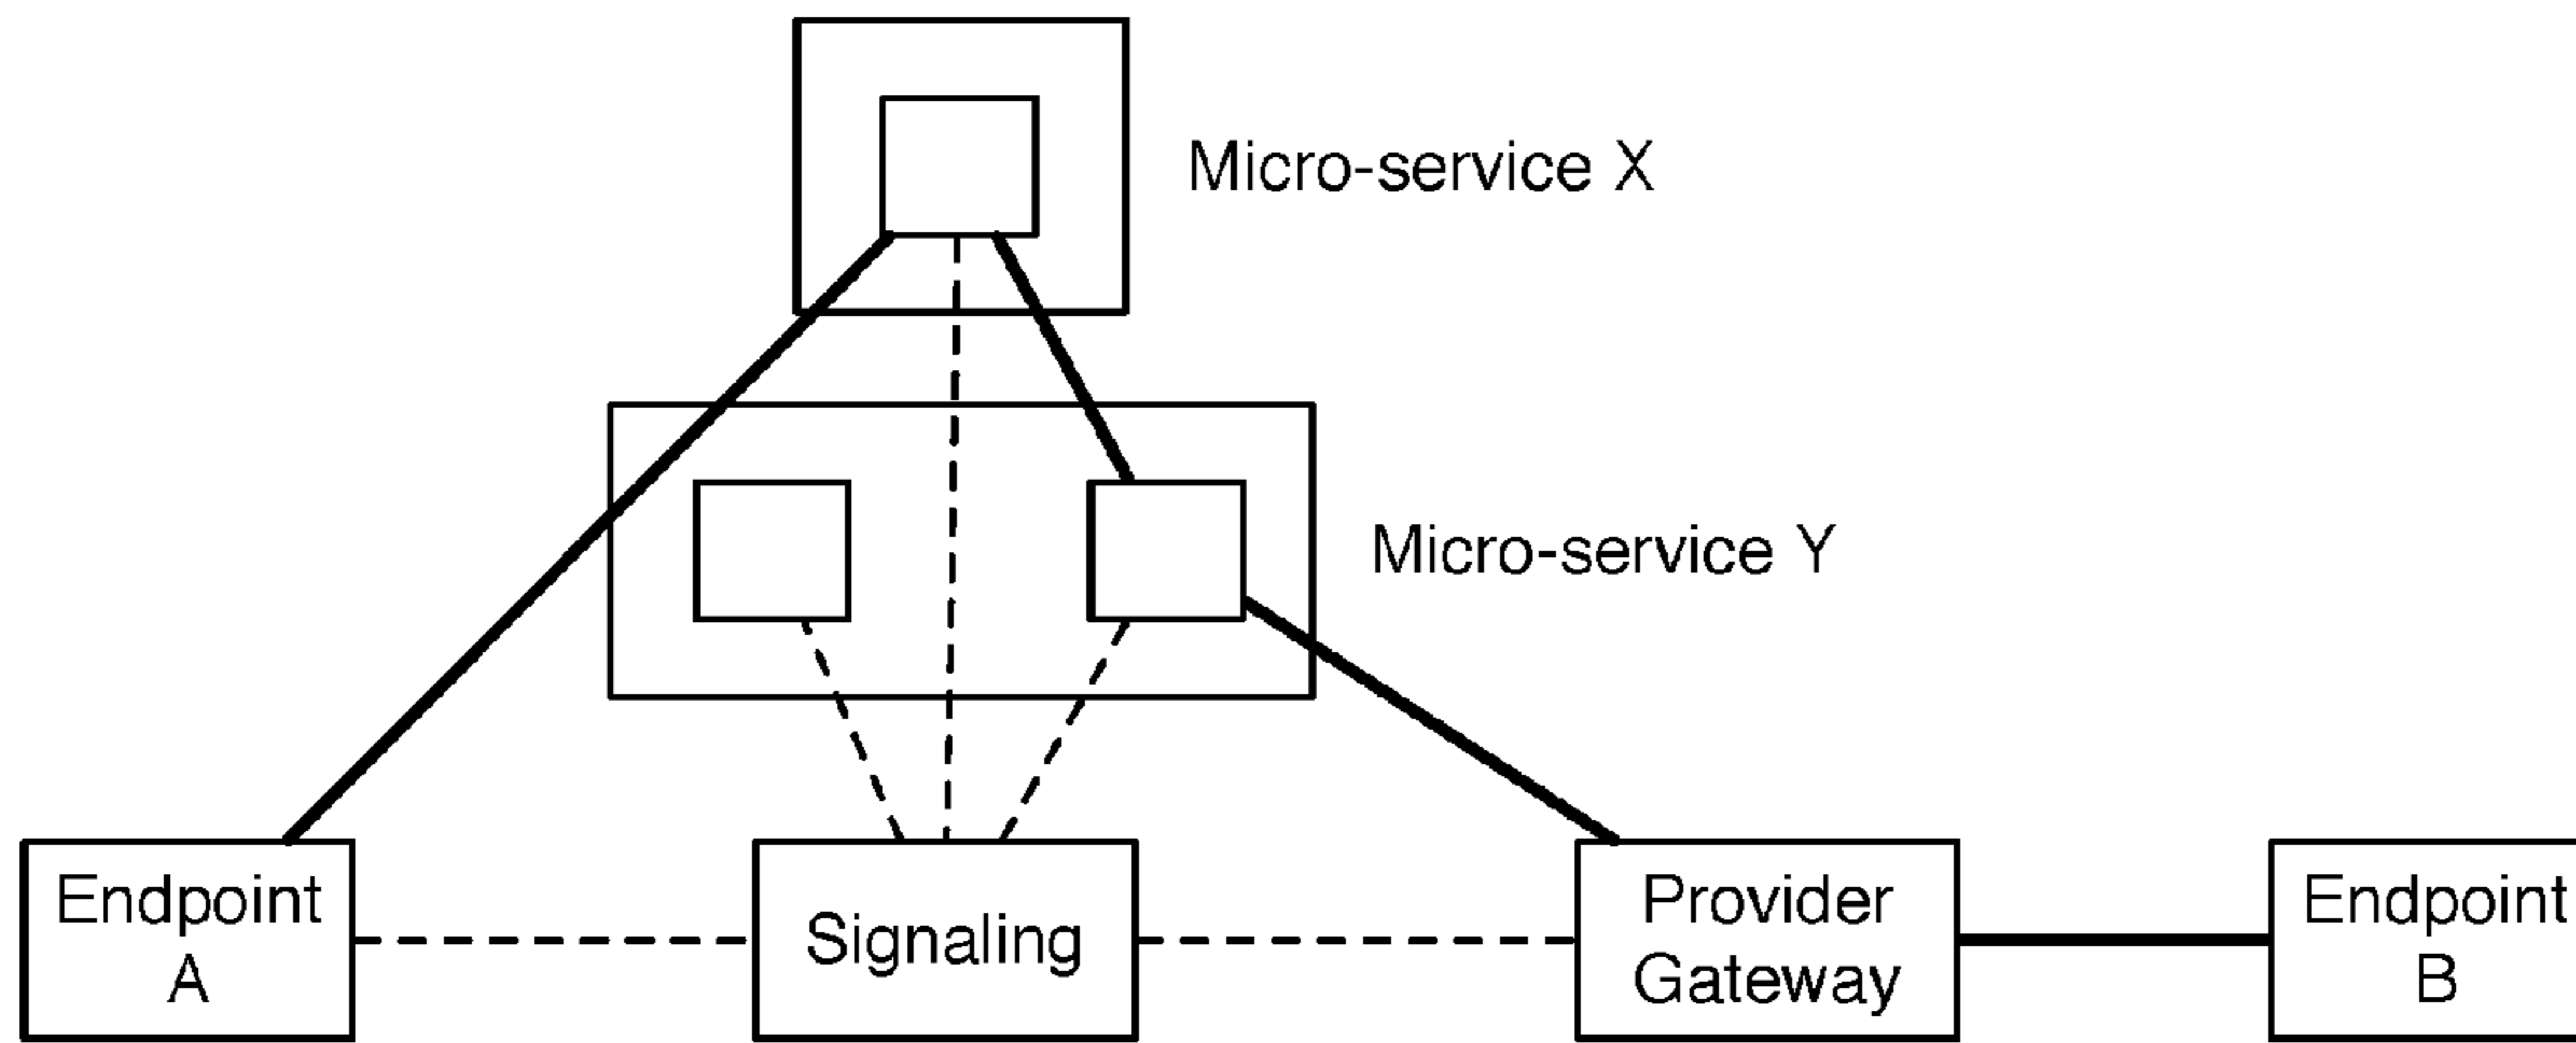 Micro-service X
Micro-service Y
Endpoint
A
Signaling
Provider
Gateway
Endpoint
B